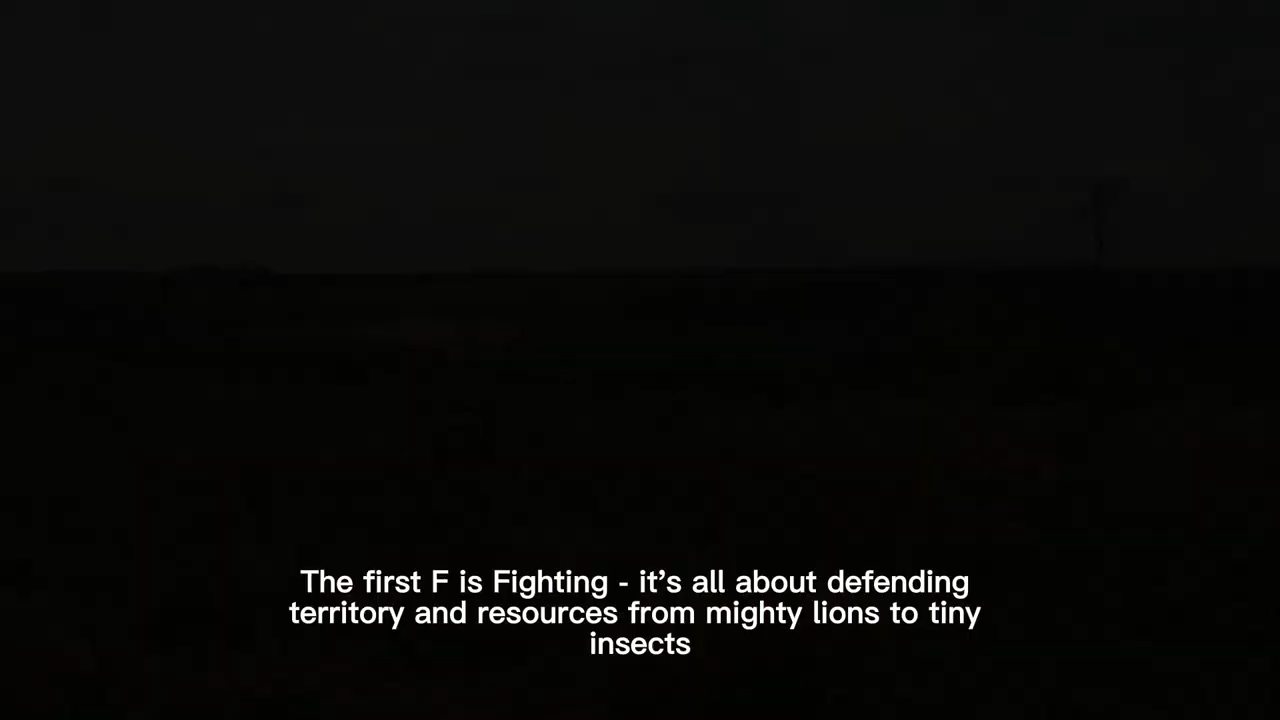 The first F is Fighting - it’s all about defending
territory and resources from mighty lions to tiny
insects